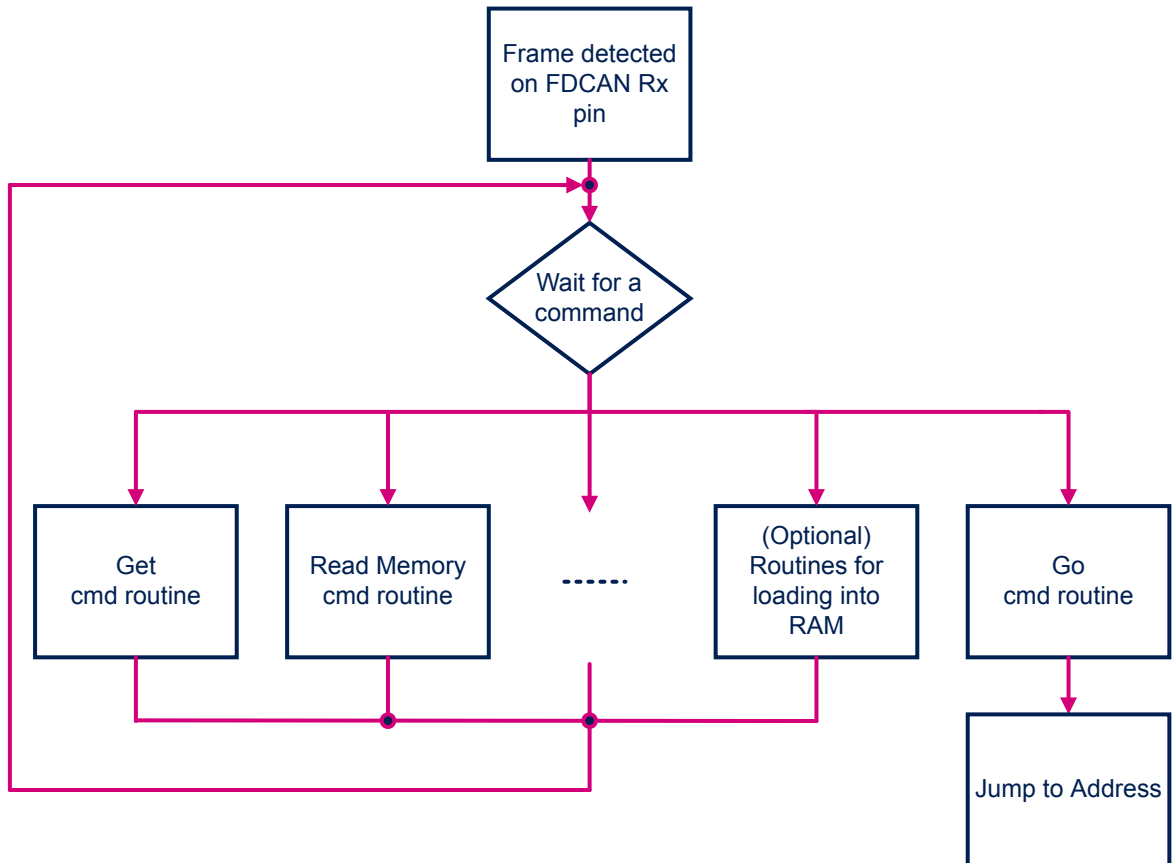 Frame detected
on FDCAN Rx
pin
Wait for a
command
Get
cmd routine
Read Memory
cmd routine
(Optional)
Routines for
loading into
RAM
Go
cmd routine
Jump to Address